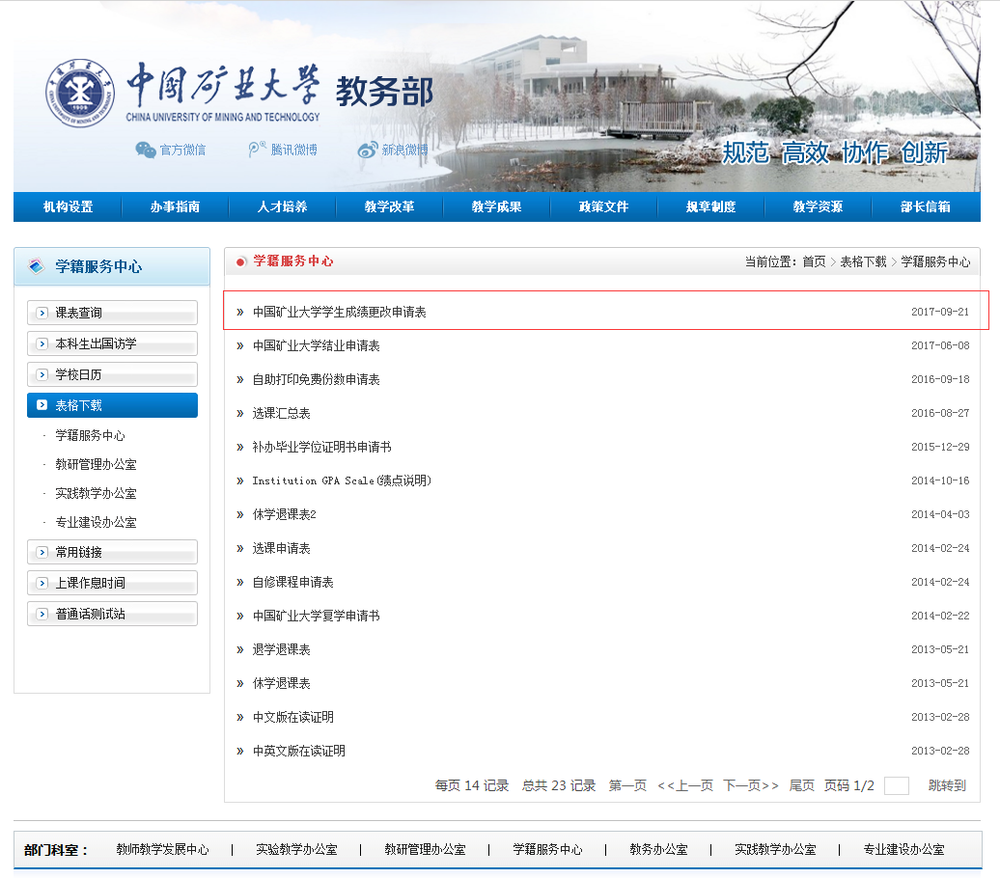 中国矿业大学 教务部
CHINA UNIVERSITY OF MINING AND TECHNOLOGY
官方微信 腾讯微博 新浪微博
规范 高效 协作 创新
机构设置 办事指南 人才培养 教学改革 教学成果 政策文件 规章制度 教学资源 部长信箱
学籍服务中心
课表查询
本科生出国访学
学校日历
表格下载
· 学籍服务中心
· 教研管理办公室
· 实践教学办公室
· 专业建设办公室
常用链接
上课作息时间
普通话测试站
学籍服务中心 当前位置：首页 > 表格下载 > 学籍服务中心
» 中国矿业大学学生成绩更改申请表 2017-09-21
» 中国矿业大学结业申请表 2017-06-08
» 自助打印免费份数申请表 2016-09-18
» 选课汇总表 2016-08-27
» 补办毕业学位证明书申请书 2015-12-29
» Institution GPA Scale(绩点说明) 2014-10-16
» 休学退课表2 2014-04-03
» 选课申请表 2014-02-24
» 自修课程申请表 2014-02-24
» 中国矿业大学复学申请书 2014-02-22
» 退学退课表 2013-05-21
» 休学退课表 2013-05-21
» 中文版在读证明 2013-02-28
» 中英文版在读证明 2013-02-28
每页 14 记录 总共 23 记录 第一页 <<上一页 下一页>> 尾页 页码 1/2 跳转到
部门科室： 教师教学发展中心 | 实验教学办公室 | 教研管理办公室 | 学籍服务中心 | 教务办公室 | 实践教学办公室 | 专业建设办公室